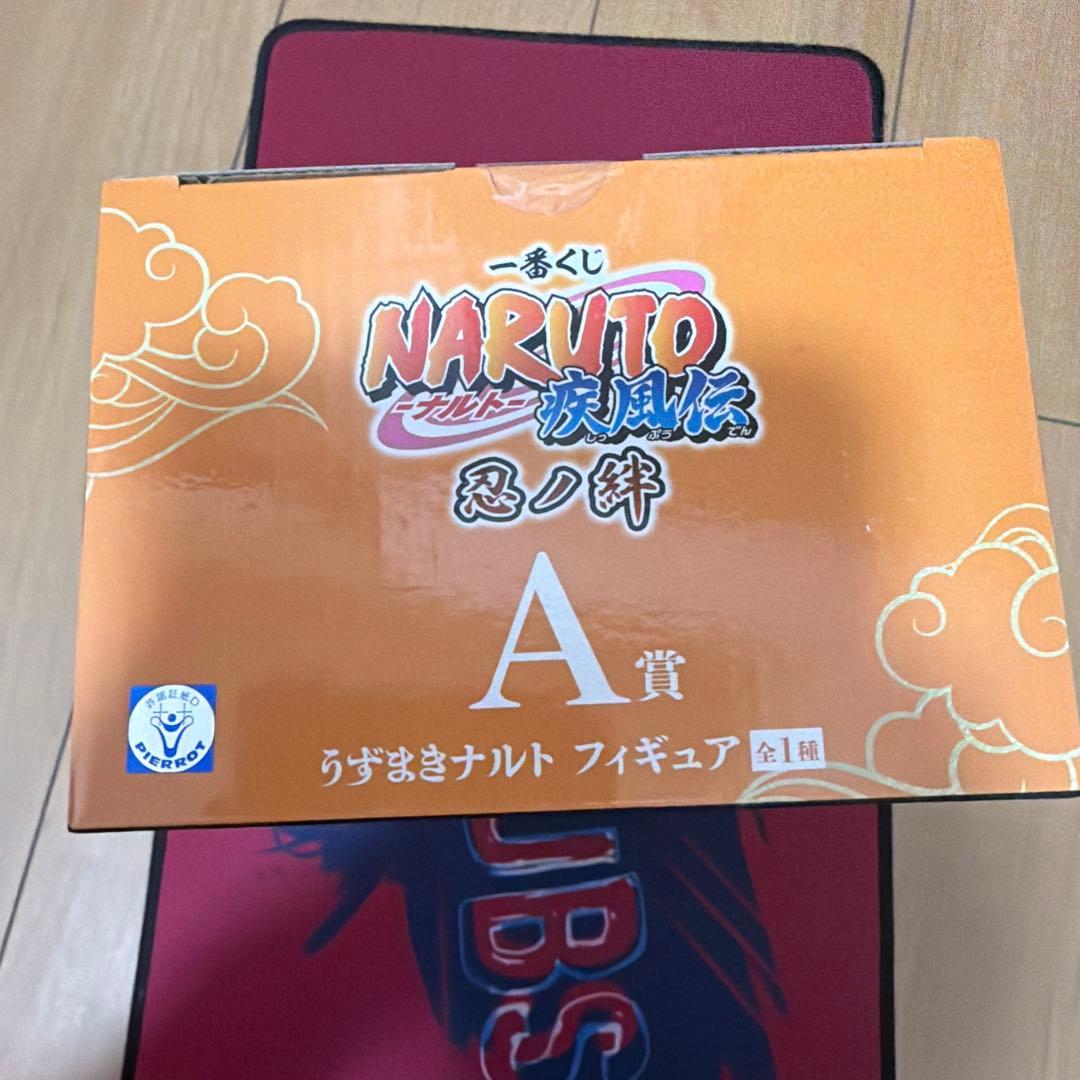 一番くじ
NARUTO
-ナルト-
疾風伝
しっ ぷう でん
忍ノ絆
A賞
うずまきナルト フィギュア 全1種
許諾証紙D
PIERROT
UBS